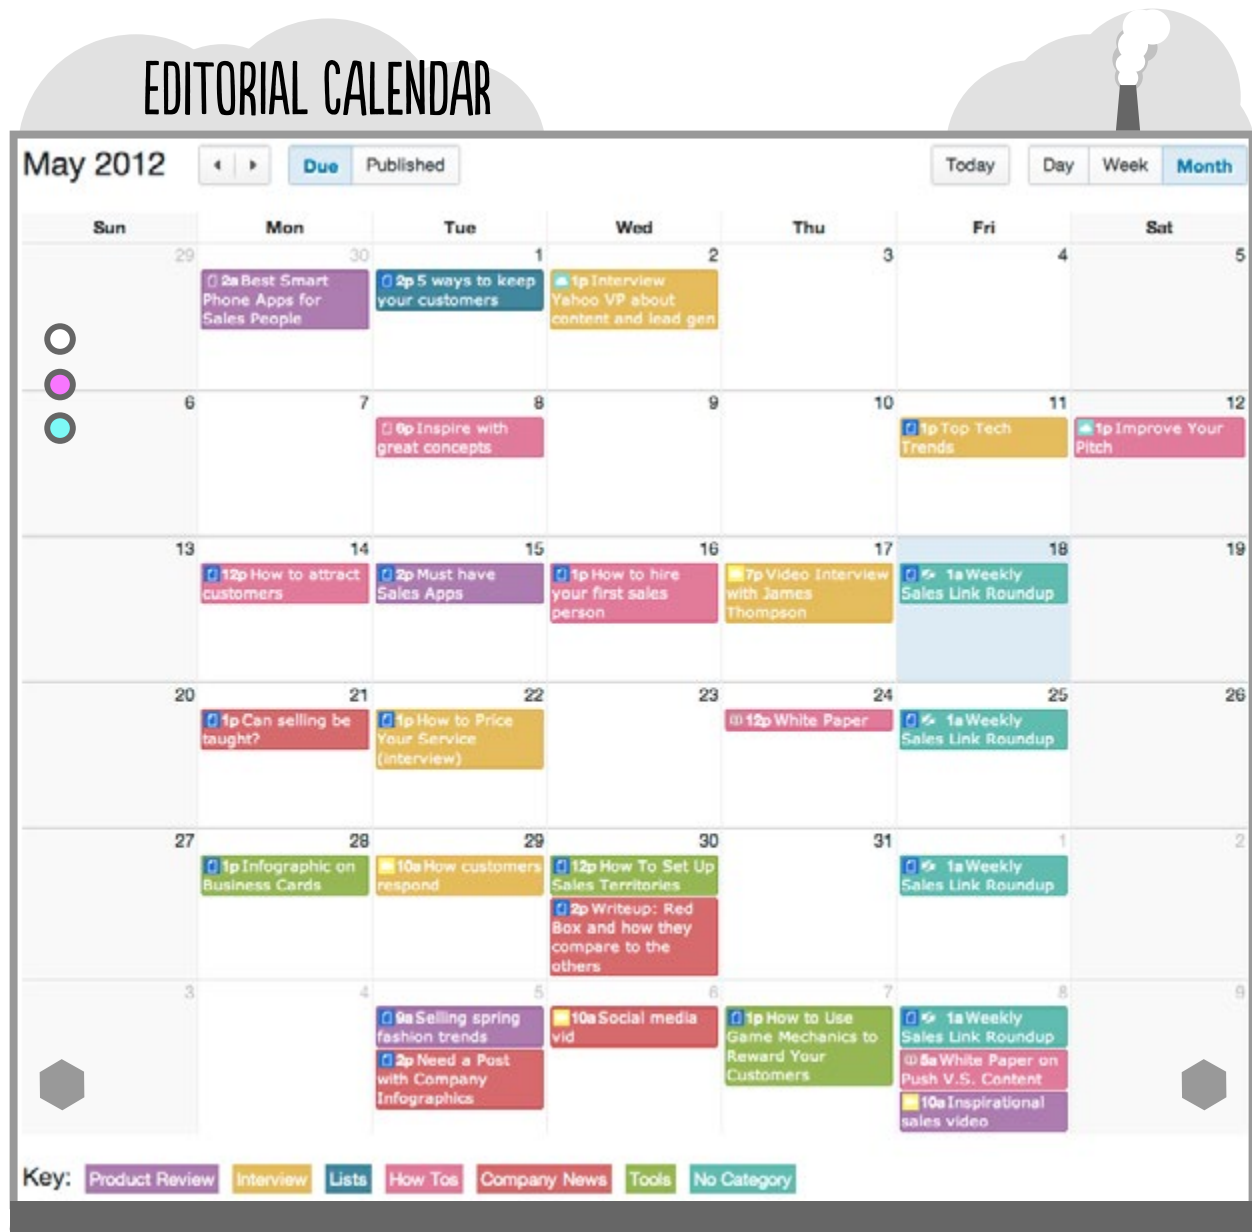 EDITORIAL CALENDAR
May 2012
Due
Published
Today
Day
Week
Month
Sun
Mon
Tue
Wed
Thu
Fri
Sat
29
30
1
2
3
4
5
2a Best Smart
Phone Apps for
Sales People
2p 5 ways to keep
your customers
1p Interview
Yahoo VP about
content and lead gen
6
7
8
9
10
11
12
6p Inspire with
great concepts
1p Top Tech
Trends
1p Improve Your
Pitch
13
14
15
16
17
18
19
12p How to attract
customers
2p Must have
Sales Apps
1p How to hire
your first sales
person
7p Video Interview
with James
Thompson
1a Weekly
Sales Link Roundup
20
21
22
23
24
25
26
1p Can selling be
taught?
1p How to Price
Your Service
(interview)
12p White Paper
1a Weekly
Sales Link Roundup
27
28
29
30
31
1
2
1p Infographic on
Business Cards
10a How customers
respond
12p How To Set Up
Sales Territories
2p Writeup: Red
Box and how they
compare to the
others
1a Weekly
Sales Link Roundup
3
4
5
6
7
8
9
9a Selling spring
fashion trends
2p Need a Post
with Company
Infographics
10a Social media
vid
1p How to Use
Game Mechanics to
Reward Your
Customers
1a Weekly
Sales Link Roundup
5a White Paper on
Push V.S. Content
10a Inspirational
sales video
Key:
Product Review
Interview
Lists
How Tos
Company News
Tools
No Category